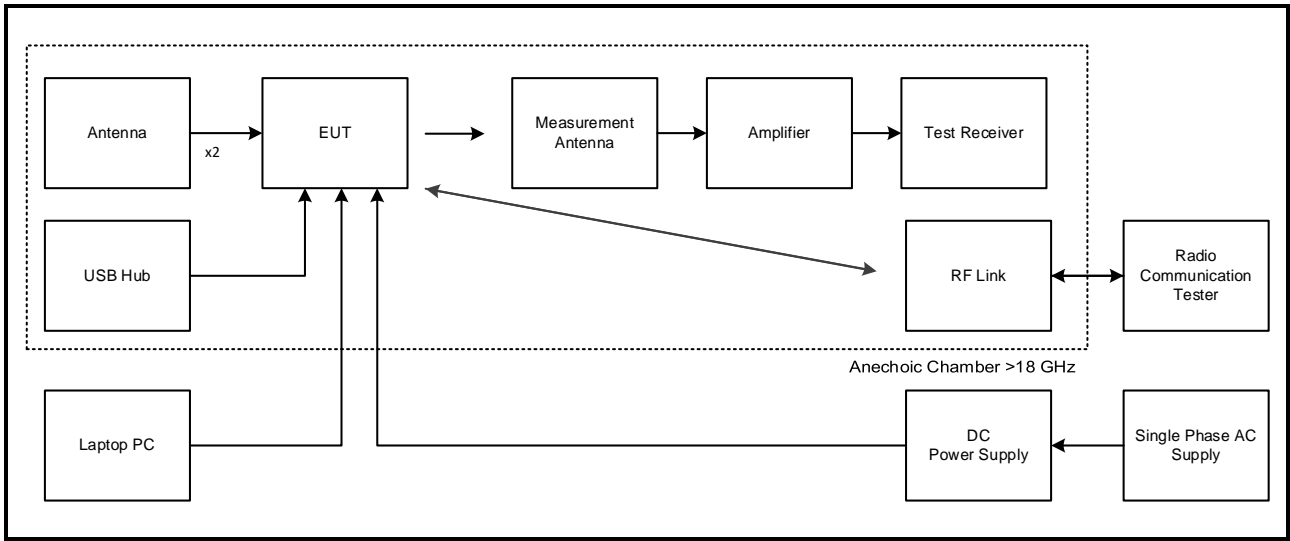 Antenna
EUT
Measurement
Antenna
Amplifier
Test Receiver
x2
USB Hub
RF Link
Radio
Communication
Tester
Anechoic Chamber >18 GHz
Laptop PC
DC
Power Supply
Single Phase AC
Supply